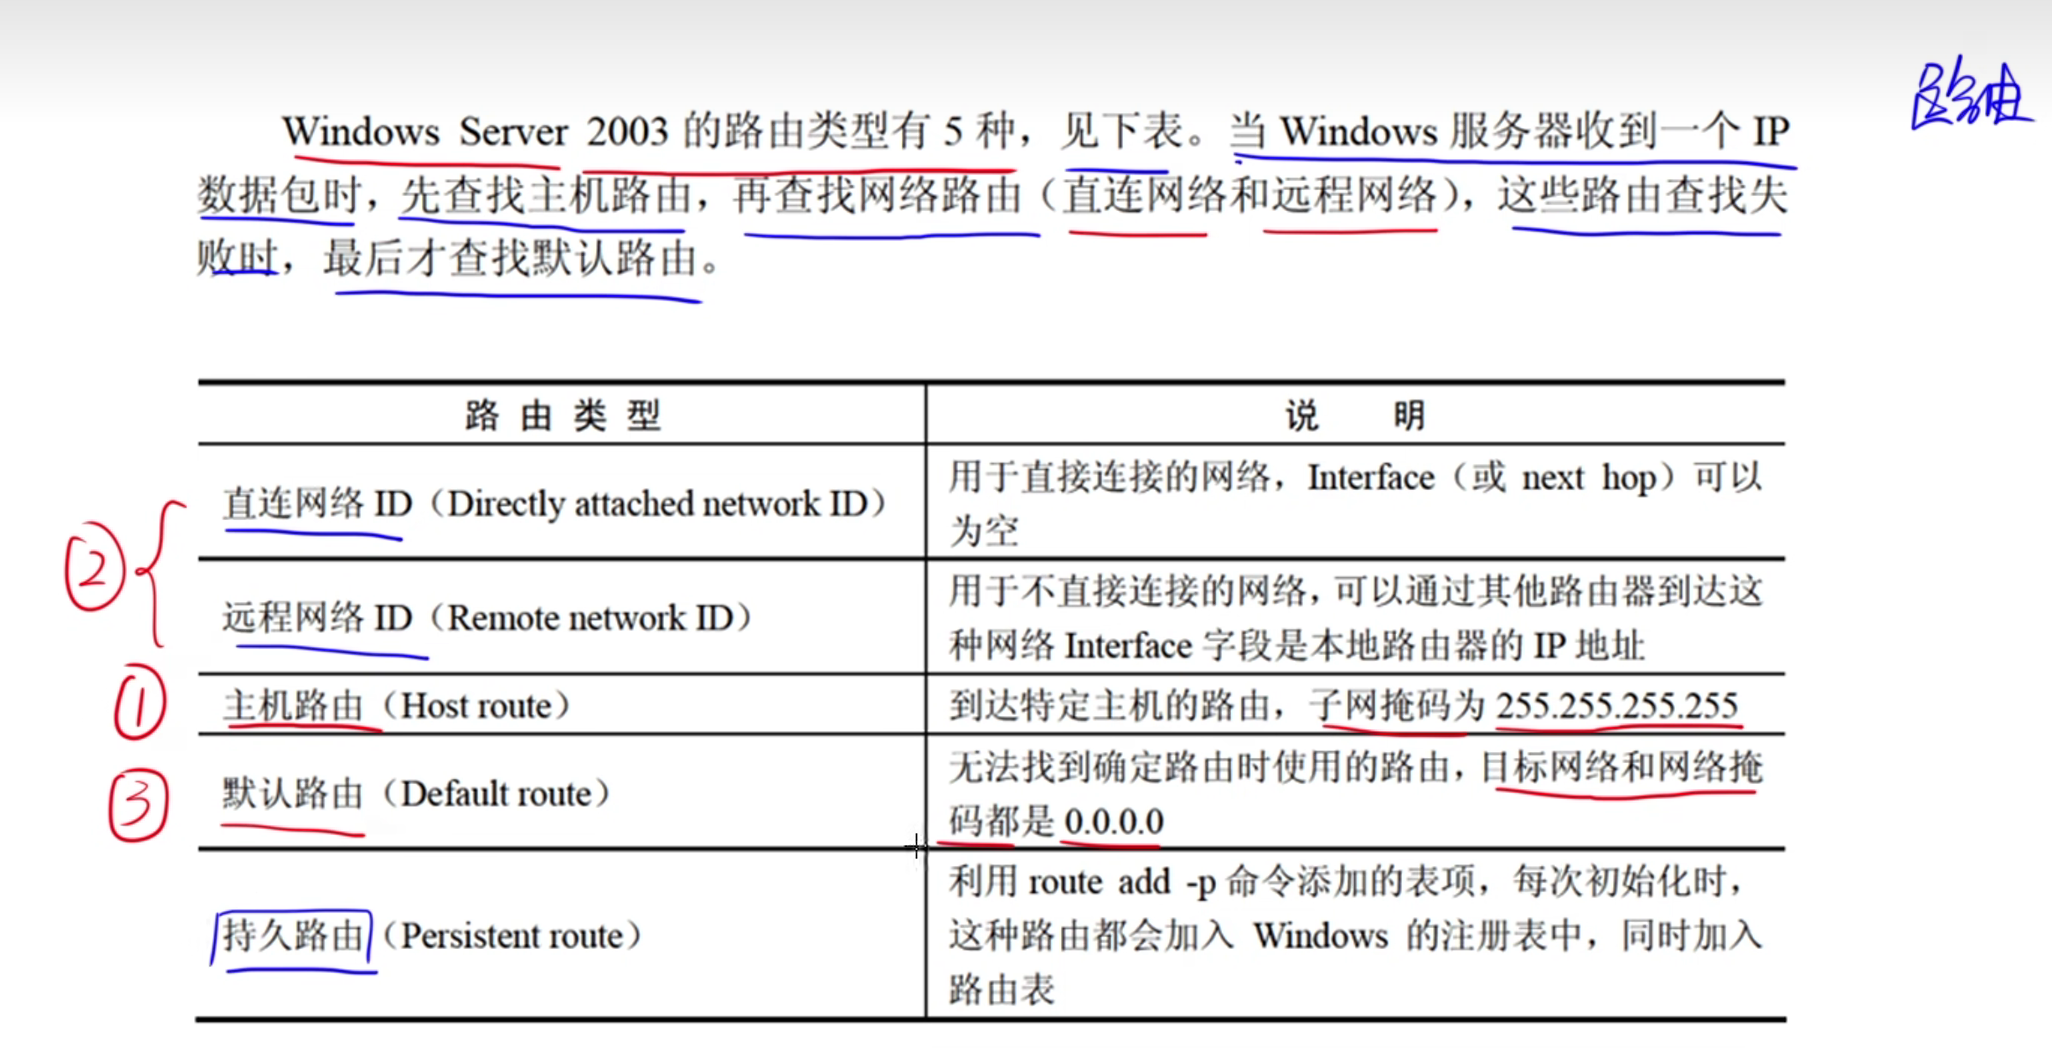 路由
Windows Server 2003 的路由类型有 5 种，见下表。当 Windows 服务器收到一个 IP
数据包时，先查找主机路由，再查找网络路由（直连网络和远程网络），这些路由查找失
败时，最后才查找默认路由。
路由类型 说明
直连网络 ID（Directly attached network ID） 用于直接连接的网络，Interface（或 next hop）可以
为空
② 远程网络 ID（Remote network ID） 用于不直接连接的网络，可以通过其他路由器到达这
种网络 Interface 字段是本地路由器的 IP 地址
① 主机路由（Host route） 到达特定主机的路由，子网掩码为 255.255.255.255
③ 默认路由（Default route） 无法找到确定路由时使用的路由，目标网络和网络掩
码都是 0.0.0.0
持久路由（Persistent route） 利用 route add -p 命令添加的表项，每次初始化时，
这种路由都会加入 Windows 的注册表中，同时加入
路由表